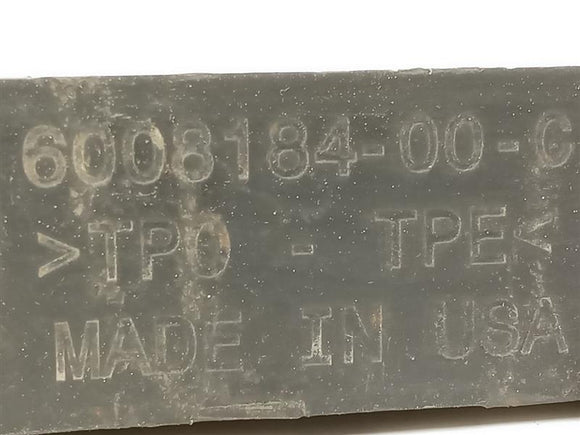 6008184-00-C
>TPO - TPE<
MADE IN USA